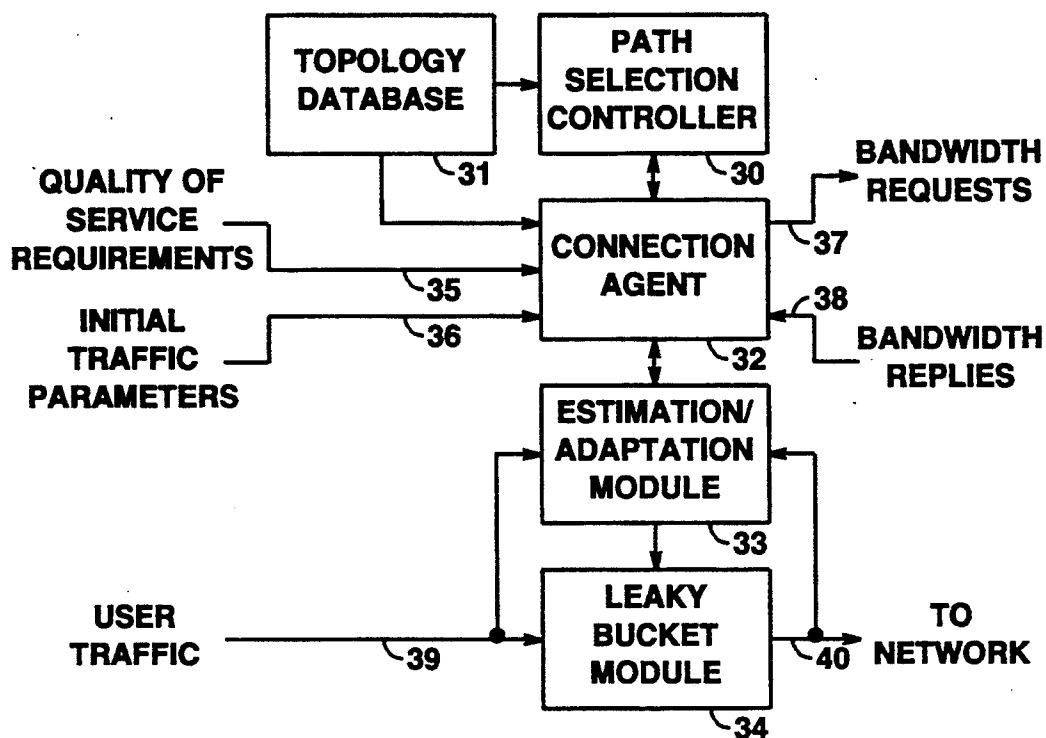 TOPOLOGY
DATABASE
31
PATH
SELECTION
CONTROLLER
30
QUALITY OF
SERVICE
REQUIREMENTS
35
INITIAL
TRAFFIC
PARAMETERS
36
CONNECTION
AGENT
32
BANDWIDTH
REQUESTS
37
38
BANDWIDTH
REPLIES
ESTIMATION/
ADAPTATION
MODULE
33
USER
TRAFFIC
39
LEAKY
BUCKET
MODULE
34
40
TO
NETWORK